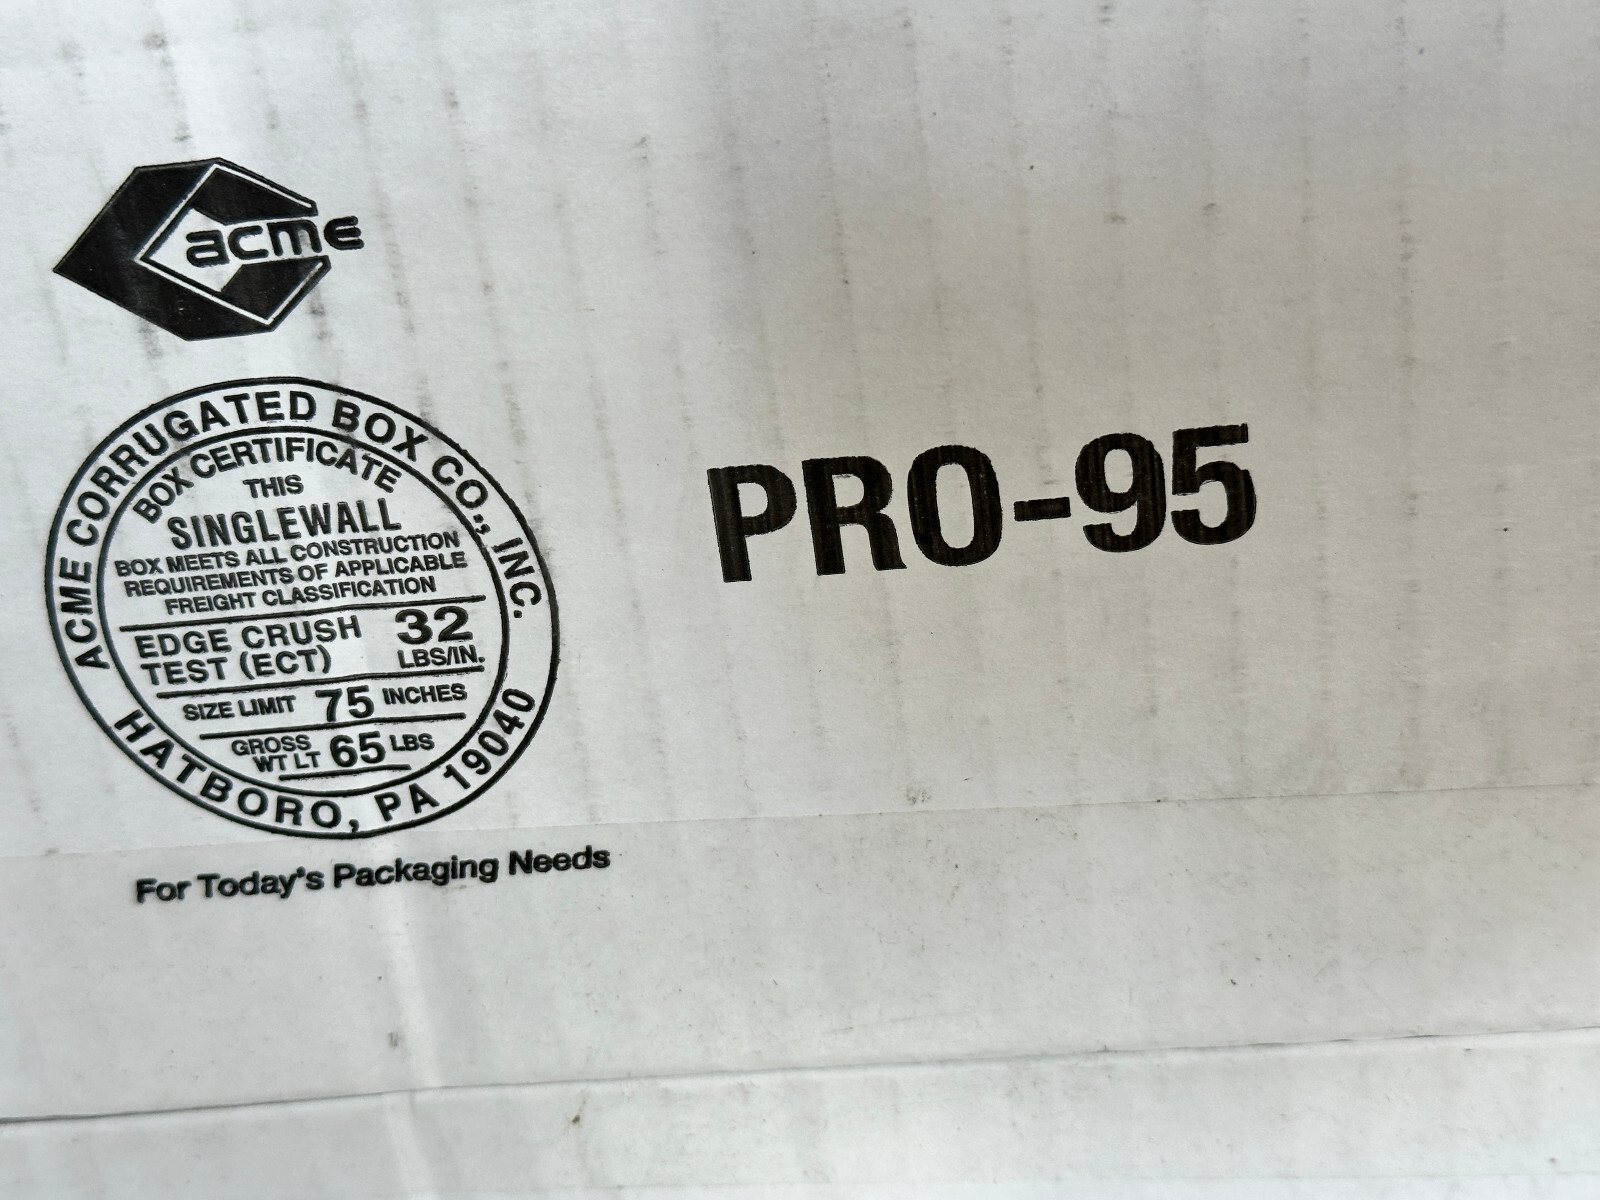 acme
ACME CORRUGATED BOX CO., INC.
BOX CERTIFICATE
THIS
SINGLEWALL
BOX MEETS ALL CONSTRUCTION
REQUIREMENTS OF APPLICABLE
FREIGHT CLASSIFICATION
EDGE CRUSH
TEST (ECT)
32
LBS/IN.
SIZE LIMIT 75 INCHES
GROSS
WT LT 65 LBS
HATBORO, PA 19040
For Today's Packaging Needs
PRO-95